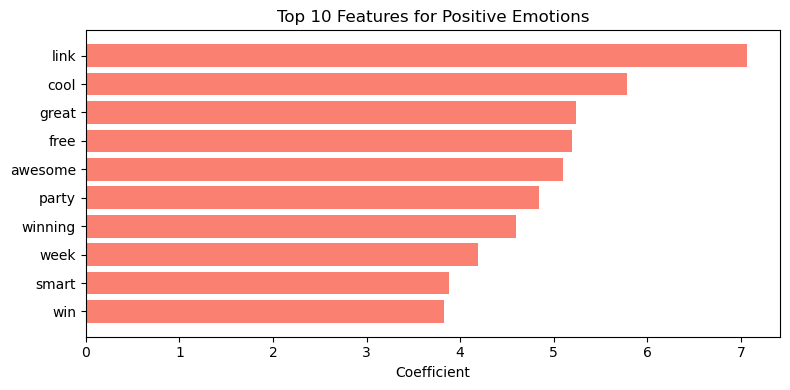 Top 10 Features for Positive Emotions
link
cool
great
free
awesome
party
winning
week
smart
win
0 1 2 3 4 5 6 7
Coefficient